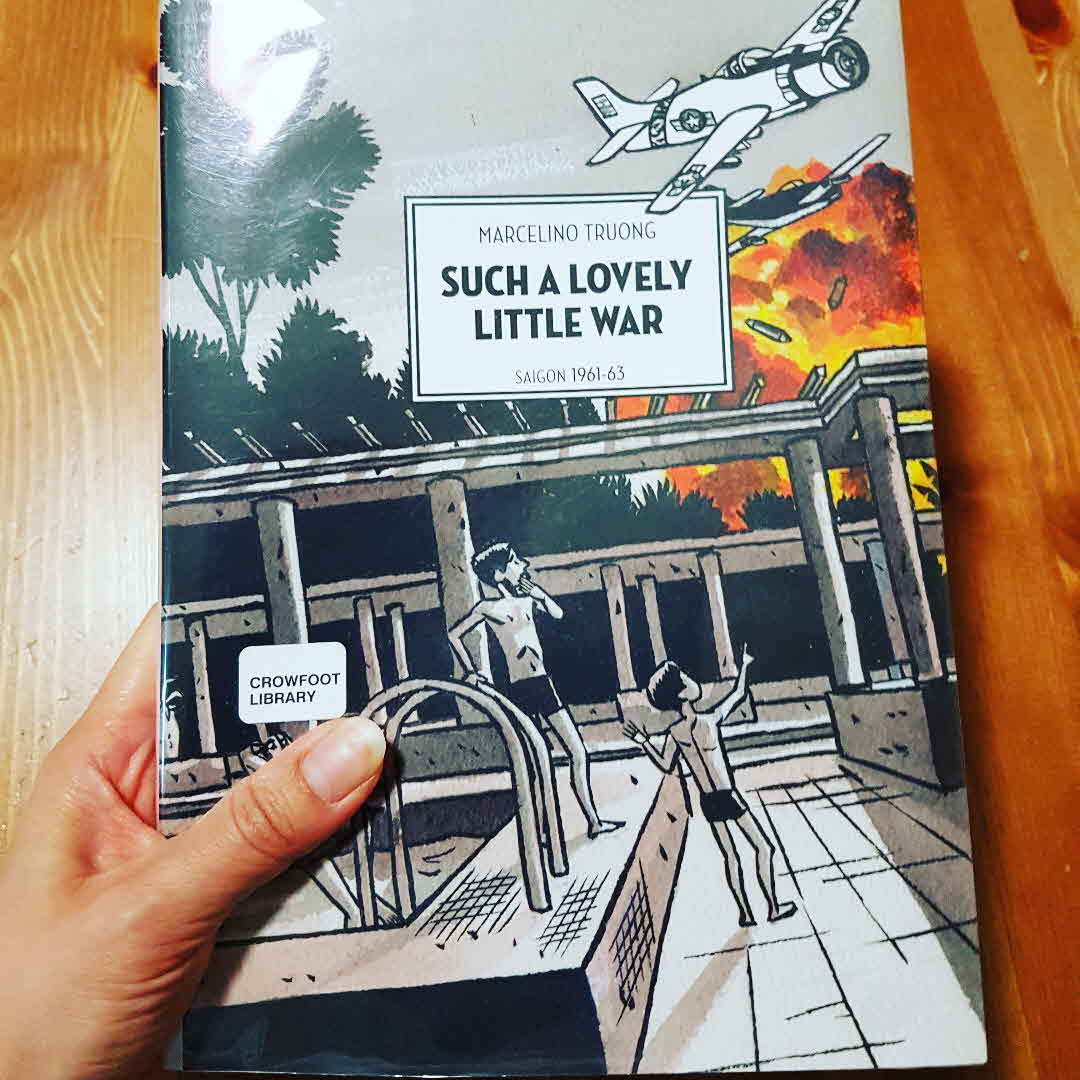 MARCELINO TRUONG
SUCH A LOVELY
LITTLE WAR
SAIGON 1961-63
CROWFOOT
LIBRARY